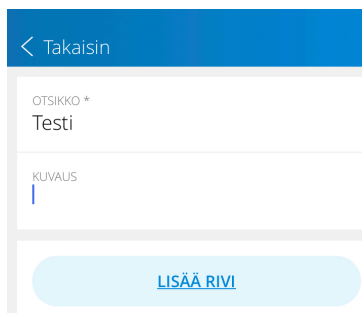 Takaisin
OTSIKKO *
Testi
KUVAUS
LISÄÄ RIVI